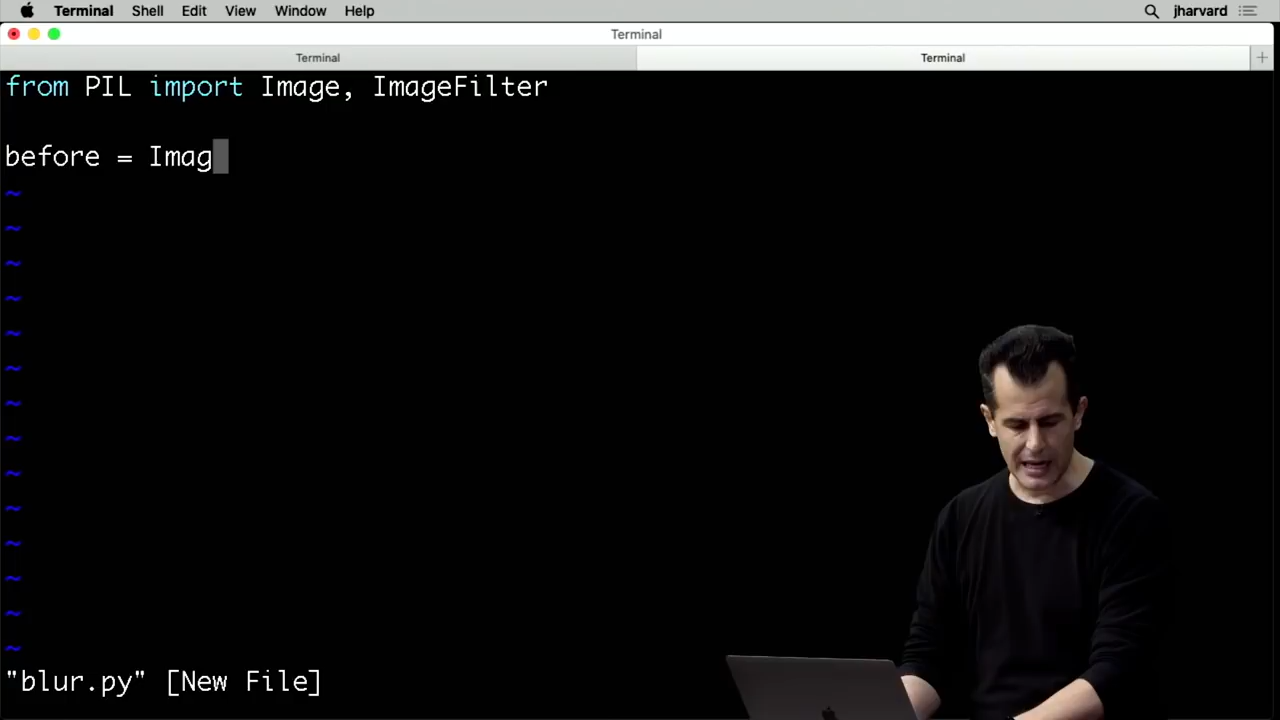 Terminal Shell Edit View Window Help jharvard
Terminal
Terminal Terminal +
from PIL import Image, ImageFilter
before = Imag
~
~
~
~
~
~
~
~
~
~
~
~
~
~
"blur.py" [New File]